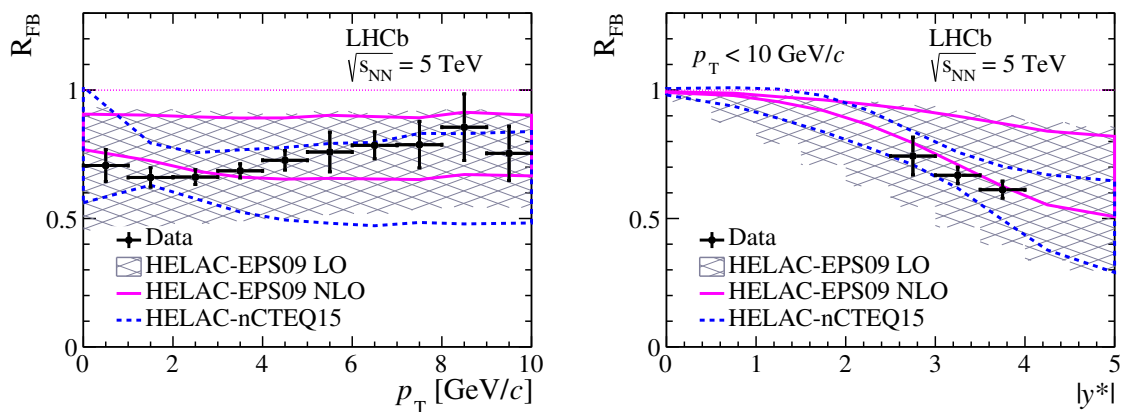 R_FB
LHCb
√s_NN = 5 TeV
1
0.5
0
Data
HELAC-EPS09 LO
HELAC-EPS09 NLO
HELAC-nCTEQ15
0 2 4 6 8 10
p_T [GeV/c]
R_FB
p_T < 10 GeV/c
LHCb
√s_NN = 5 TeV
1
0.5
0
Data
HELAC-EPS09 LO
HELAC-EPS09 NLO
HELAC-nCTEQ15
0 1 2 3 4 5
|y*|